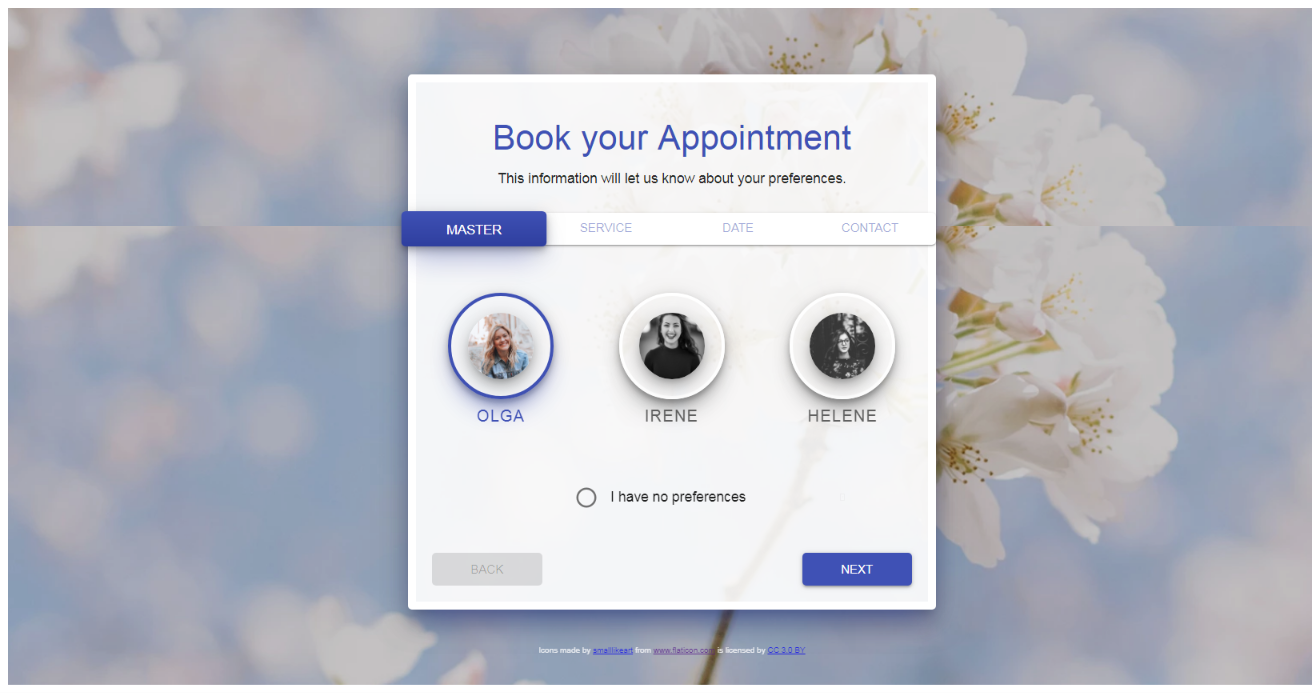 Book your Appointment
This information will let us know about your preferences.
MASTER SERVICE DATE CONTACT
OLGA IRENE HELENE
I have no preferences
BACK NEXT
Icons made by smalllikeart from www.flaticon.com is licensed by CC 3.0 BY